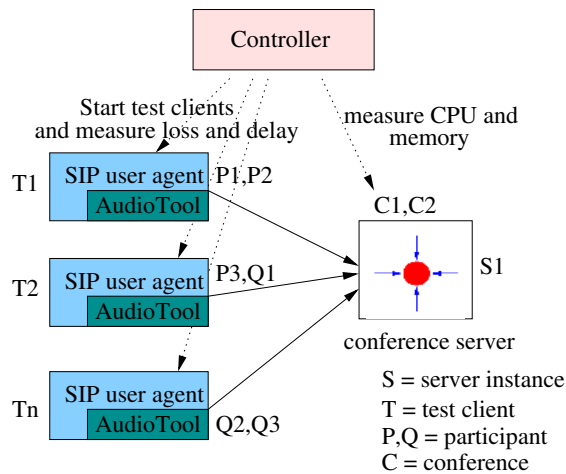 Controller
Start test clients
and measure loss and delay
measure CPU and
memory
T1
SIP user agent
AudioTool
P1,P2
C1,C2
S1
T2
SIP user agent
AudioTool
P3,Q1
conference server
Tn
SIP user agent
AudioTool
Q2,Q3
S = server instance
T = test client
P,Q = participant
C = conference